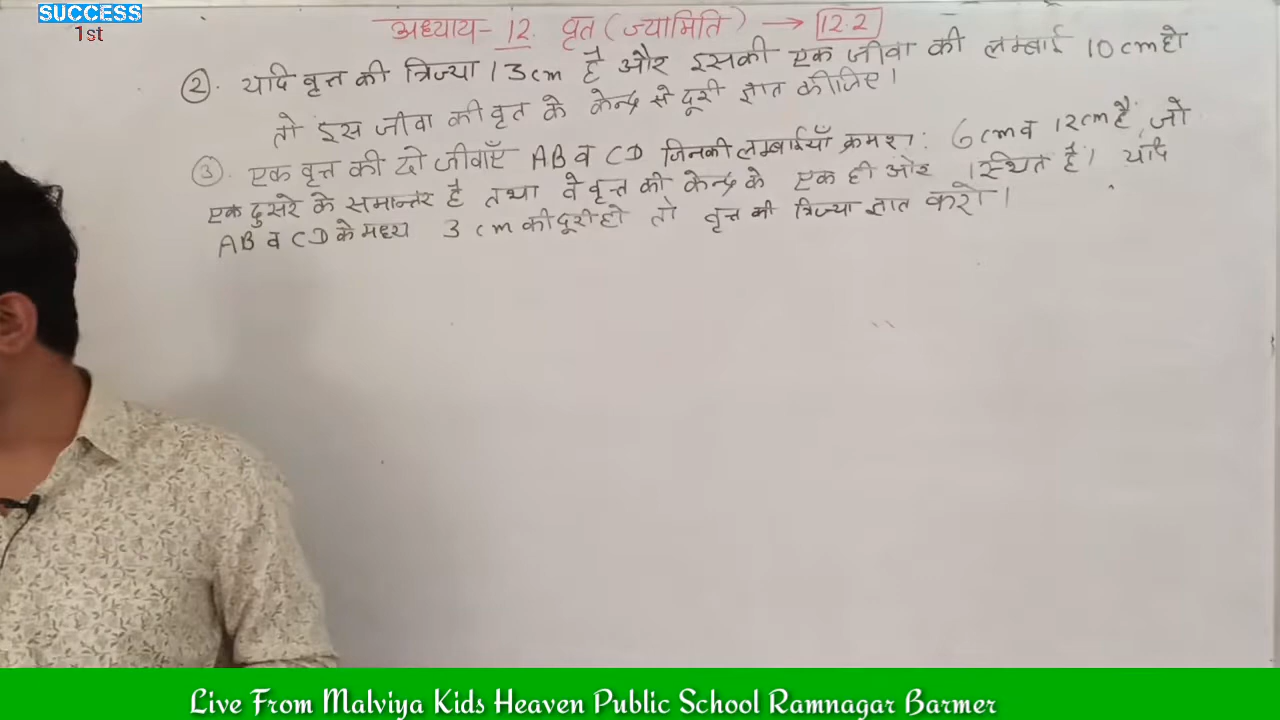 SUCCESS
1st
अध्याय- 12. वृत (ज्यामिति) → 12.2
②. यदि वृत्त की त्रिज्या 13cm है और इसकी एक जीवा की लम्बाई 10cm हो
तो इस जीवा की वृत के केन्द्र से दूरी ज्ञात कीजिए।
③. एक वृत्त की दो जीवाएँ AB व CD जिनकी लम्बाईयाँ क्रमश: 6cm व 12cm है, जो
एक दुसरे के समान्तर है तथा वे वृत्त की केन्द्र के एक ही ओर स्थित है। यदि
AB व CD के मध्य 3 cm की दूरी हो तो वृत्त की त्रिज्या ज्ञात करो।
Live From Malviya Kids Heaven Public School Ramnagar Barmer